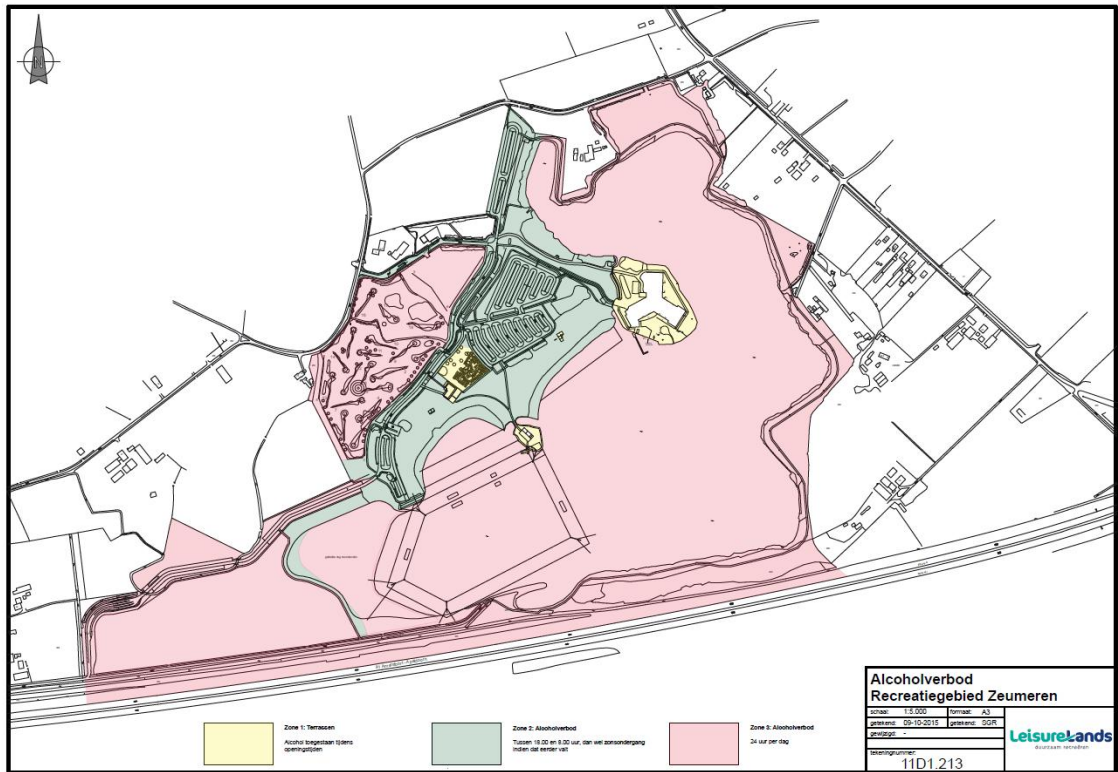 N
Zone 1: Terrassen
Alcohol toegestaan tijdens
openingstijden
Zone 2: Alcoholverbod
Tussen 18.00 en 8.00 uur, dan wel zonsondergang
indien dat eerder valt
Zone 3: Alcoholverbod
24 uur per dag
Alcoholverbod
Recreatiegebied Zeumeren
schaal: 1:5.000 formaat: A3
getekend: 09-10-2015 getekend: SGR
gewijzigd: -
tekeningnummer:
11D1.213
LeisureLands
duurzaam recreëren